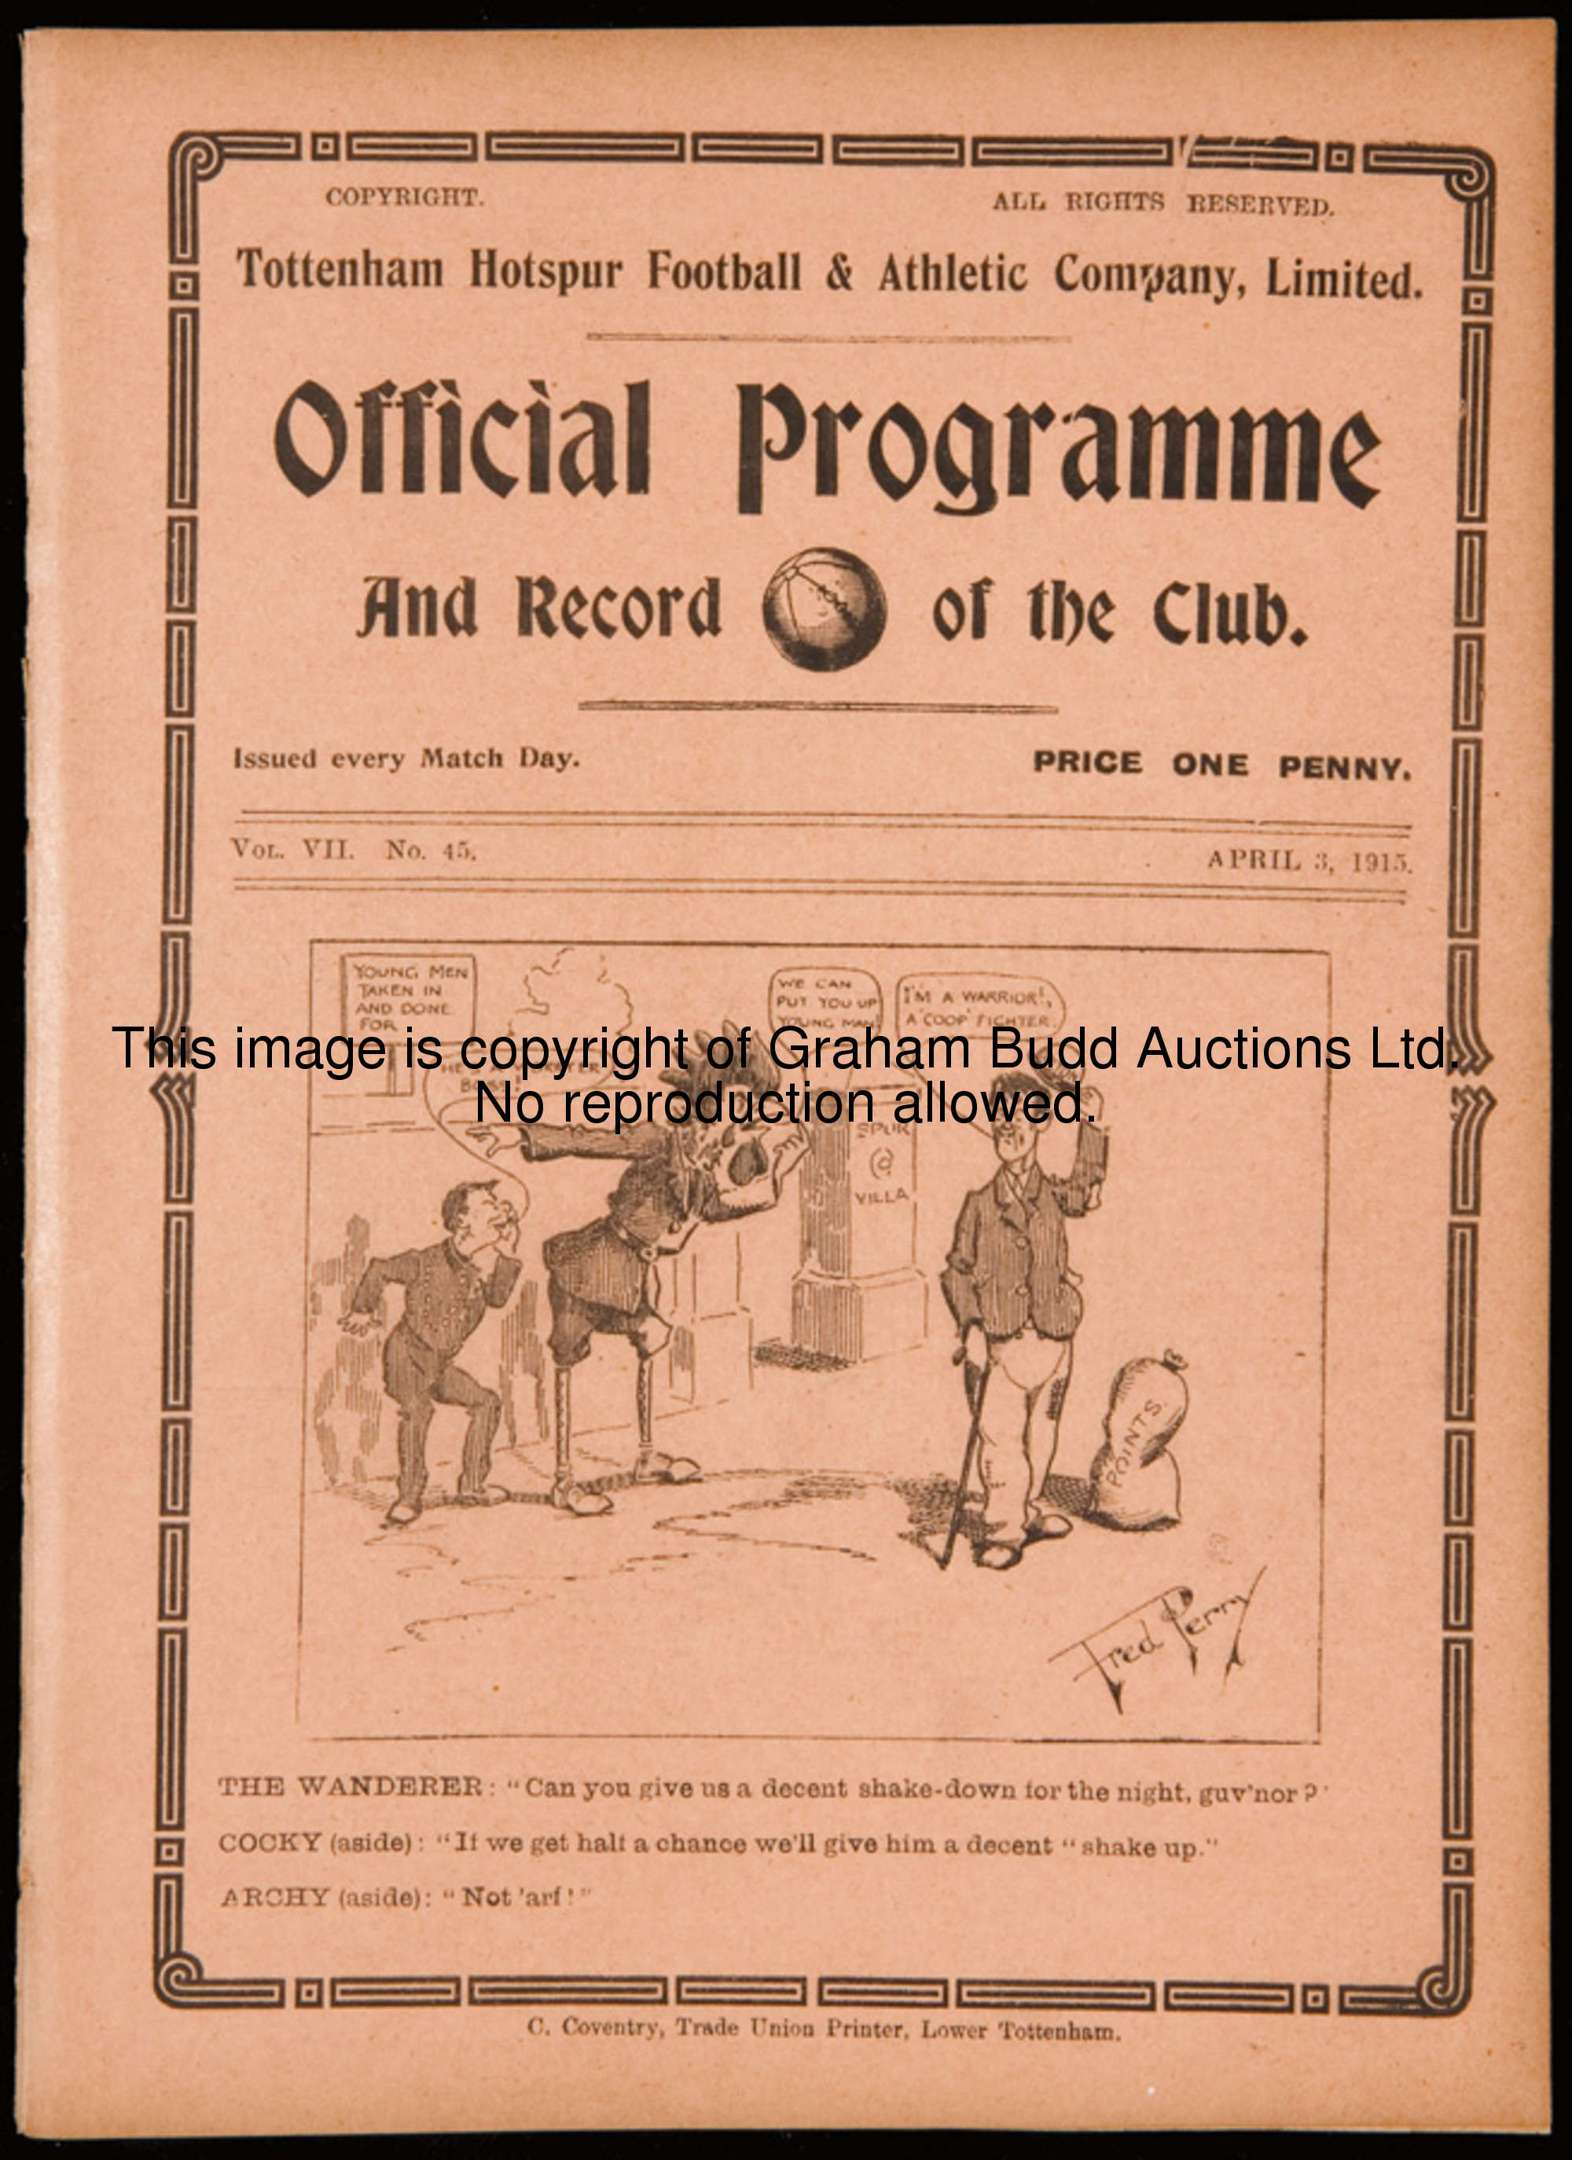 COPYRIGHT.
ALL RIGHTS RESERVED.
Tottenham Hotspur Football & Athletic Company, Limited.
Official Programme
And Record of the Club.
Issued every Match Day.
PRICE ONE PENNY.
VOL. VII. No. 45.
APRIL 3, 1915.
YOUNG MEN
TAKEN IN
AND DONE
FOR
WE CAN
PUT YOU UP
YOUNG MAN!
I'M A WARRIOR!,
A 'COOP' FIGHTER
This image is copyright of Graham Budd Auctions Ltd.
No reproduction allowed.
SPUR
@
VILLA
POINTS.
Fred Perry
THE WANDERER: "Can you give us a decent shake-down for the night, guv'nor?'
COCKY (aside): "If we get half a chance we'll give him a decent "shake up."
ARCHY (aside): "Not 'arf!"
C. Coventry, Trade Union Printer, Lower Tottenham.